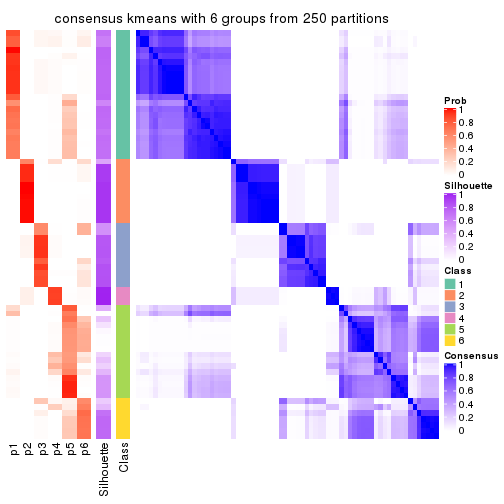 consensus kmeans with 6 groups from 250 partitions
Prob
1
0.8
0.6
0.4
0.2
0
Silhouette
1
0.8
0.6
0.4
0.2
0
Class
1
2
3
4
5
6
Consensus
1
0.8
0.6
0.4
0.2
0
p1
p2
p3
p4
p5
p6
Silhouette
Class